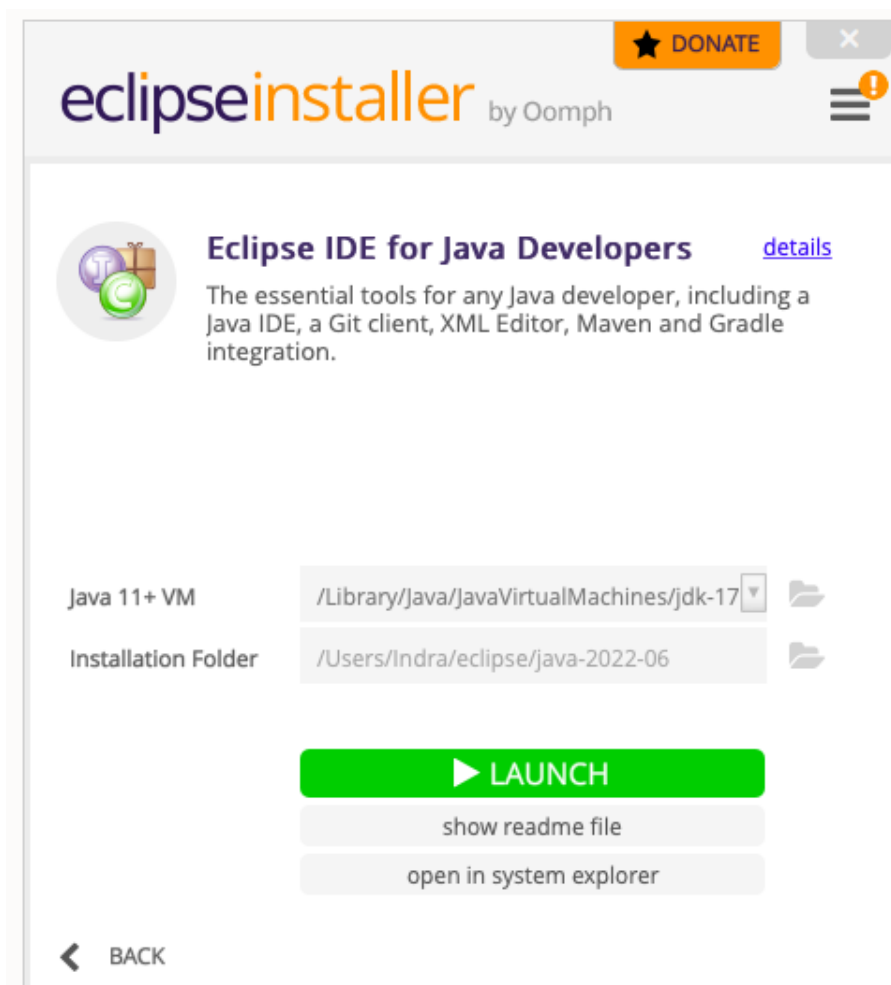 DONATE
eclipseinstaller by Oomph
Eclipse IDE for Java Developers details
The essential tools for any Java developer, including a
Java IDE, a Git client, XML Editor, Maven and Gradle
integration.
Java 11+ VM /Library/Java/JavaVirtualMachines/jdk-17
Installation Folder /Users/Indra/eclipse/java-2022-06
LAUNCH
show readme file
open in system explorer
BACK